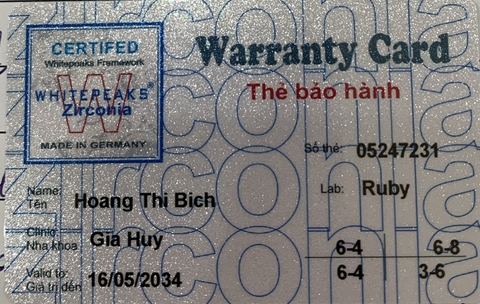 CERTIFED
Whitepeaks Framework
WHITEPEAKS®
W
Zirconia
MADE IN GERMANY
Warranty Card
Thẻ bảo hành
Số thẻ: 05247231
Lab: Ruby
Name:
Tên
Hoang Thi Bich
Clinic:
Nha khoa
Gia Huy
Valid to:
Giá trị đến
16/05/2034
6-4 6-8
6-4 3-6
zirconia